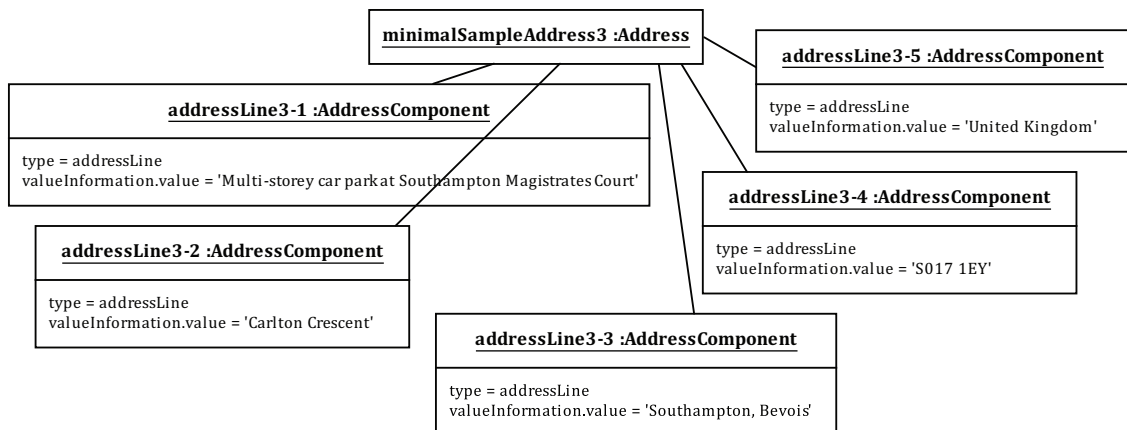 minimalSampleAddress3 :Address
addressLine3-1 :AddressComponent
type = addressLine
valueInformation.value = 'Multi-storey car park at Southampton Magistrates Court'
addressLine3-2 :AddressComponent
type = addressLine
valueInformation.value = 'Carlton Crescent'
addressLine3-3 :AddressComponent
type = addressLine
valueInformation.value = 'Southampton, Bevois'
addressLine3-4 :AddressComponent
type = addressLine
valueInformation.value = 'S017 1EY'
addressLine3-5 :AddressComponent
type = addressLine
valueInformation.value = 'United Kingdom'